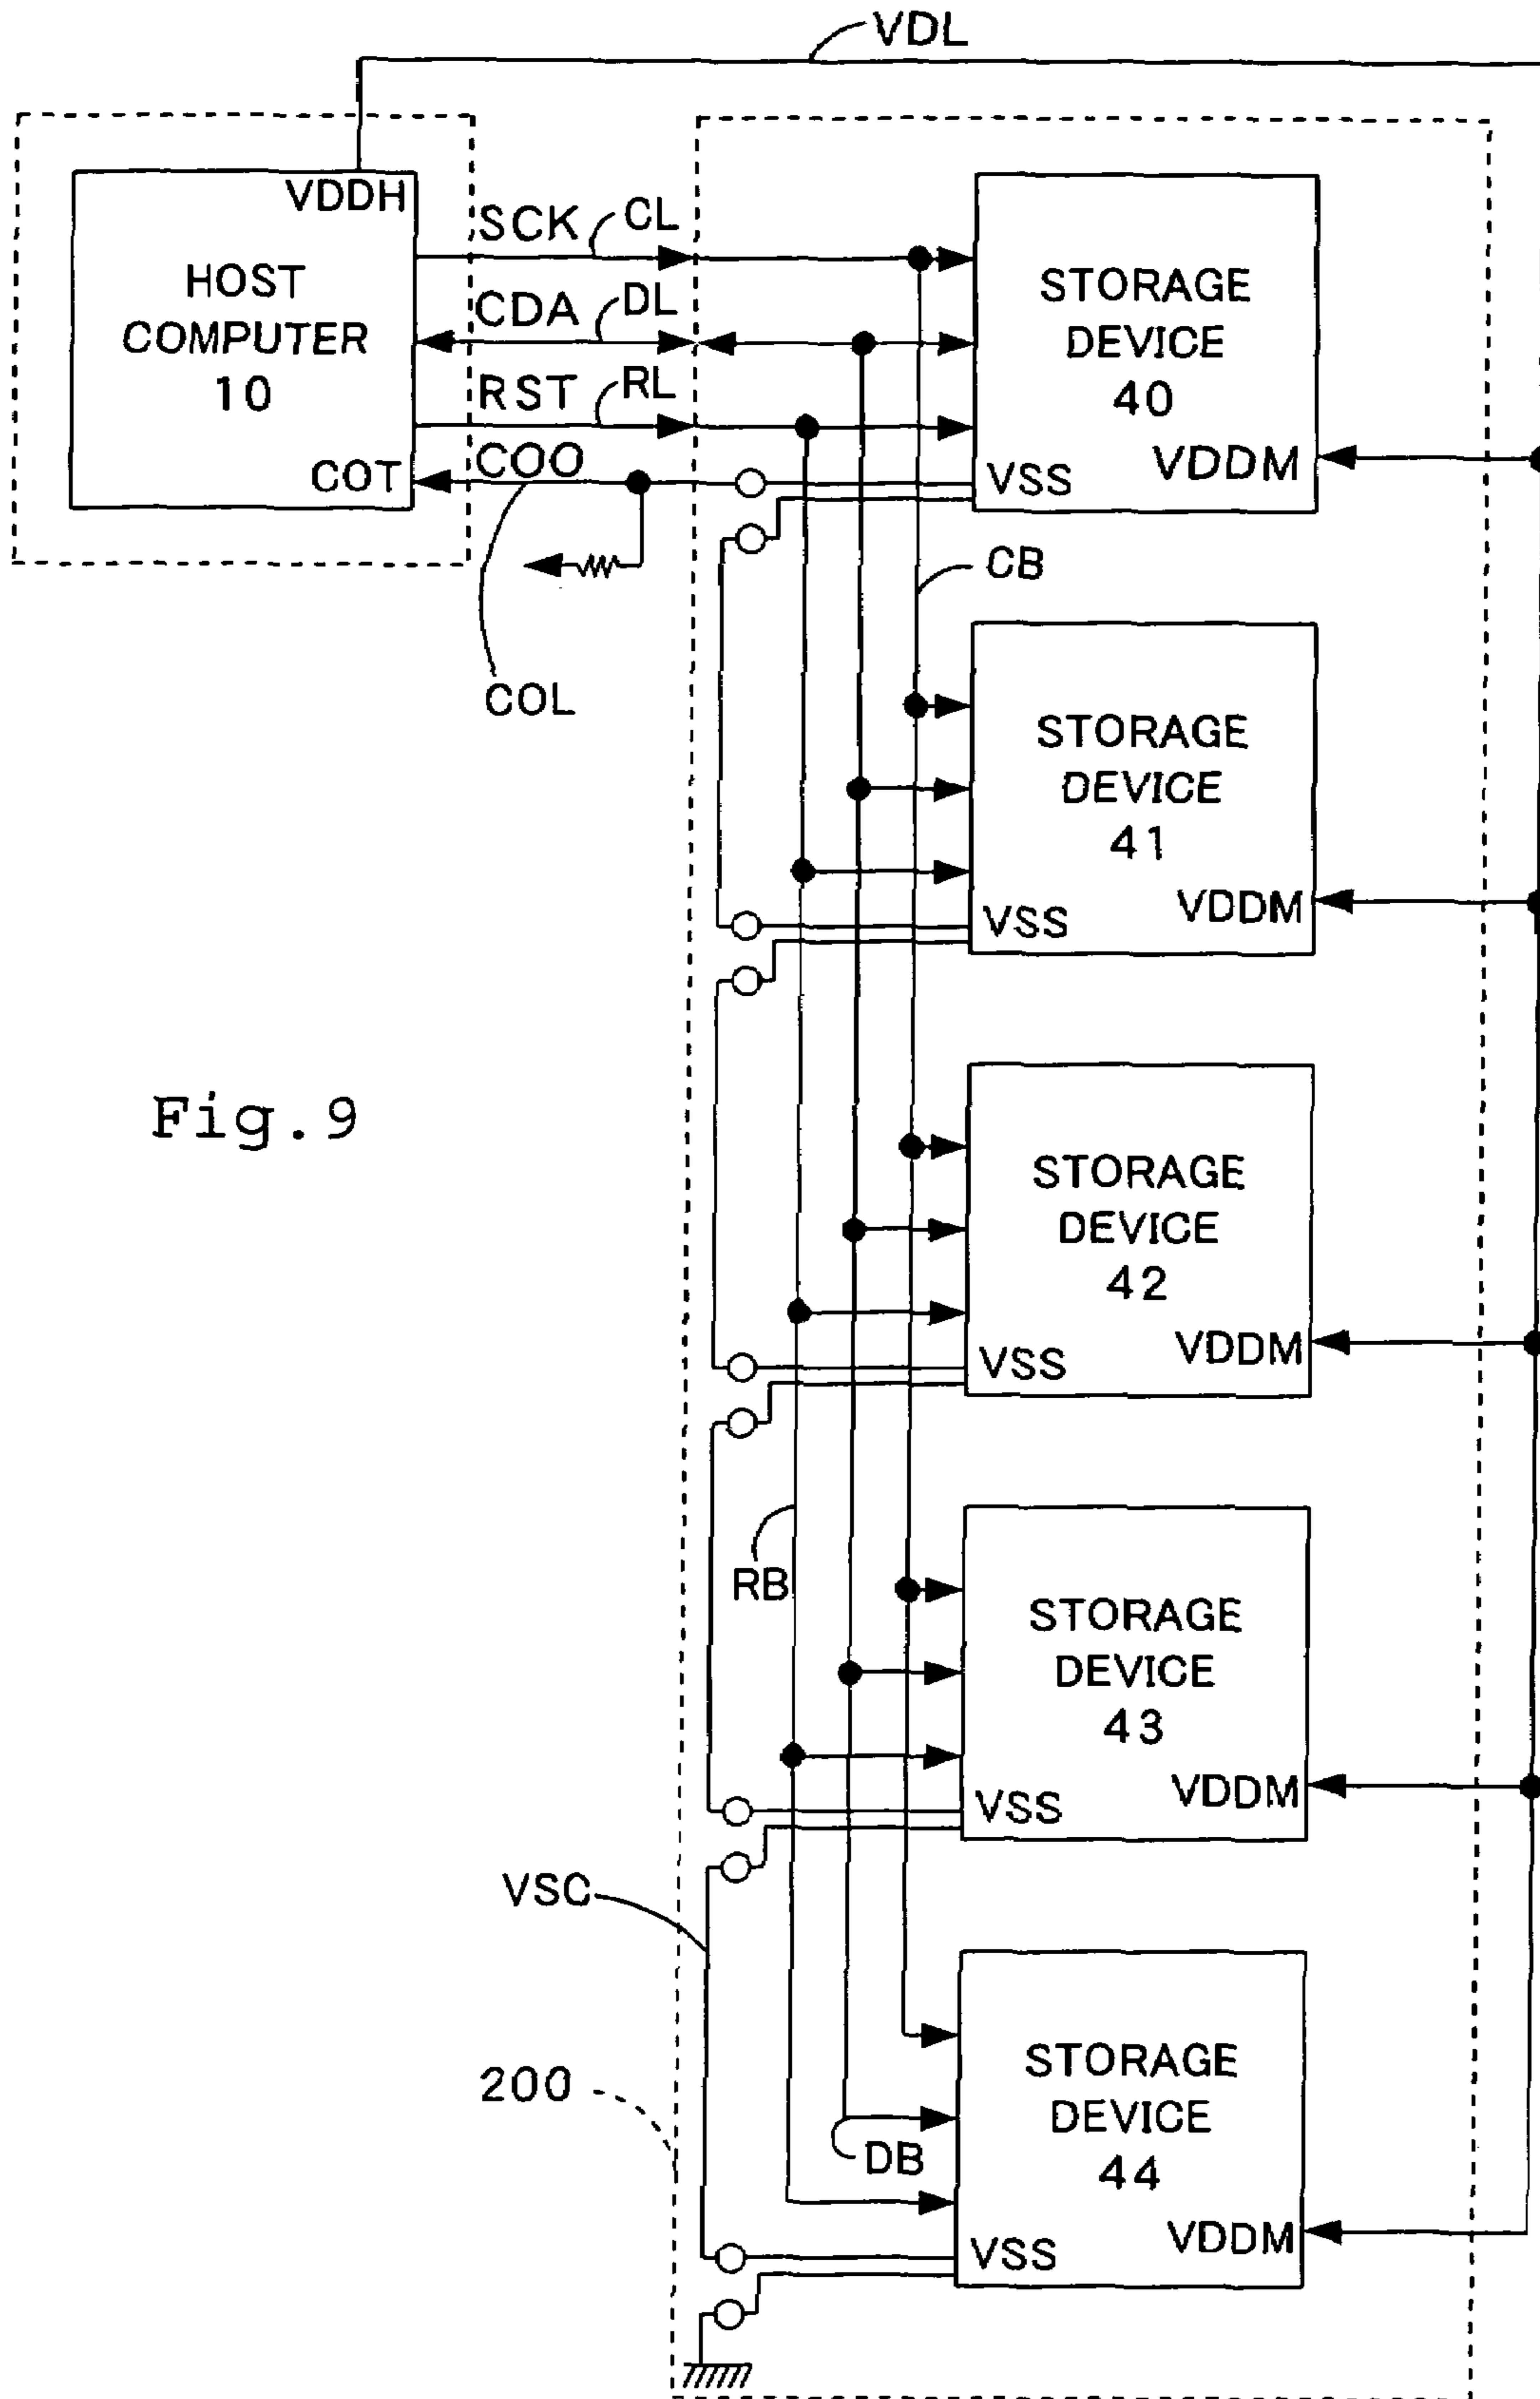 VDL
VDDH
HOST
COMPUTER
10
COT
SCK
CL
CDA
DL
RST
RL
COO
COL
STORAGE
DEVICE
40
VSS
VDDM
CB
STORAGE
DEVICE
41
VSS
VDDM
Fig.9
STORAGE
DEVICE
42
VSS
VDDM
RB
STORAGE
DEVICE
43
VSS
VDDM
VSC
STORAGE
DEVICE
44
200
DB
VSS
VDDM